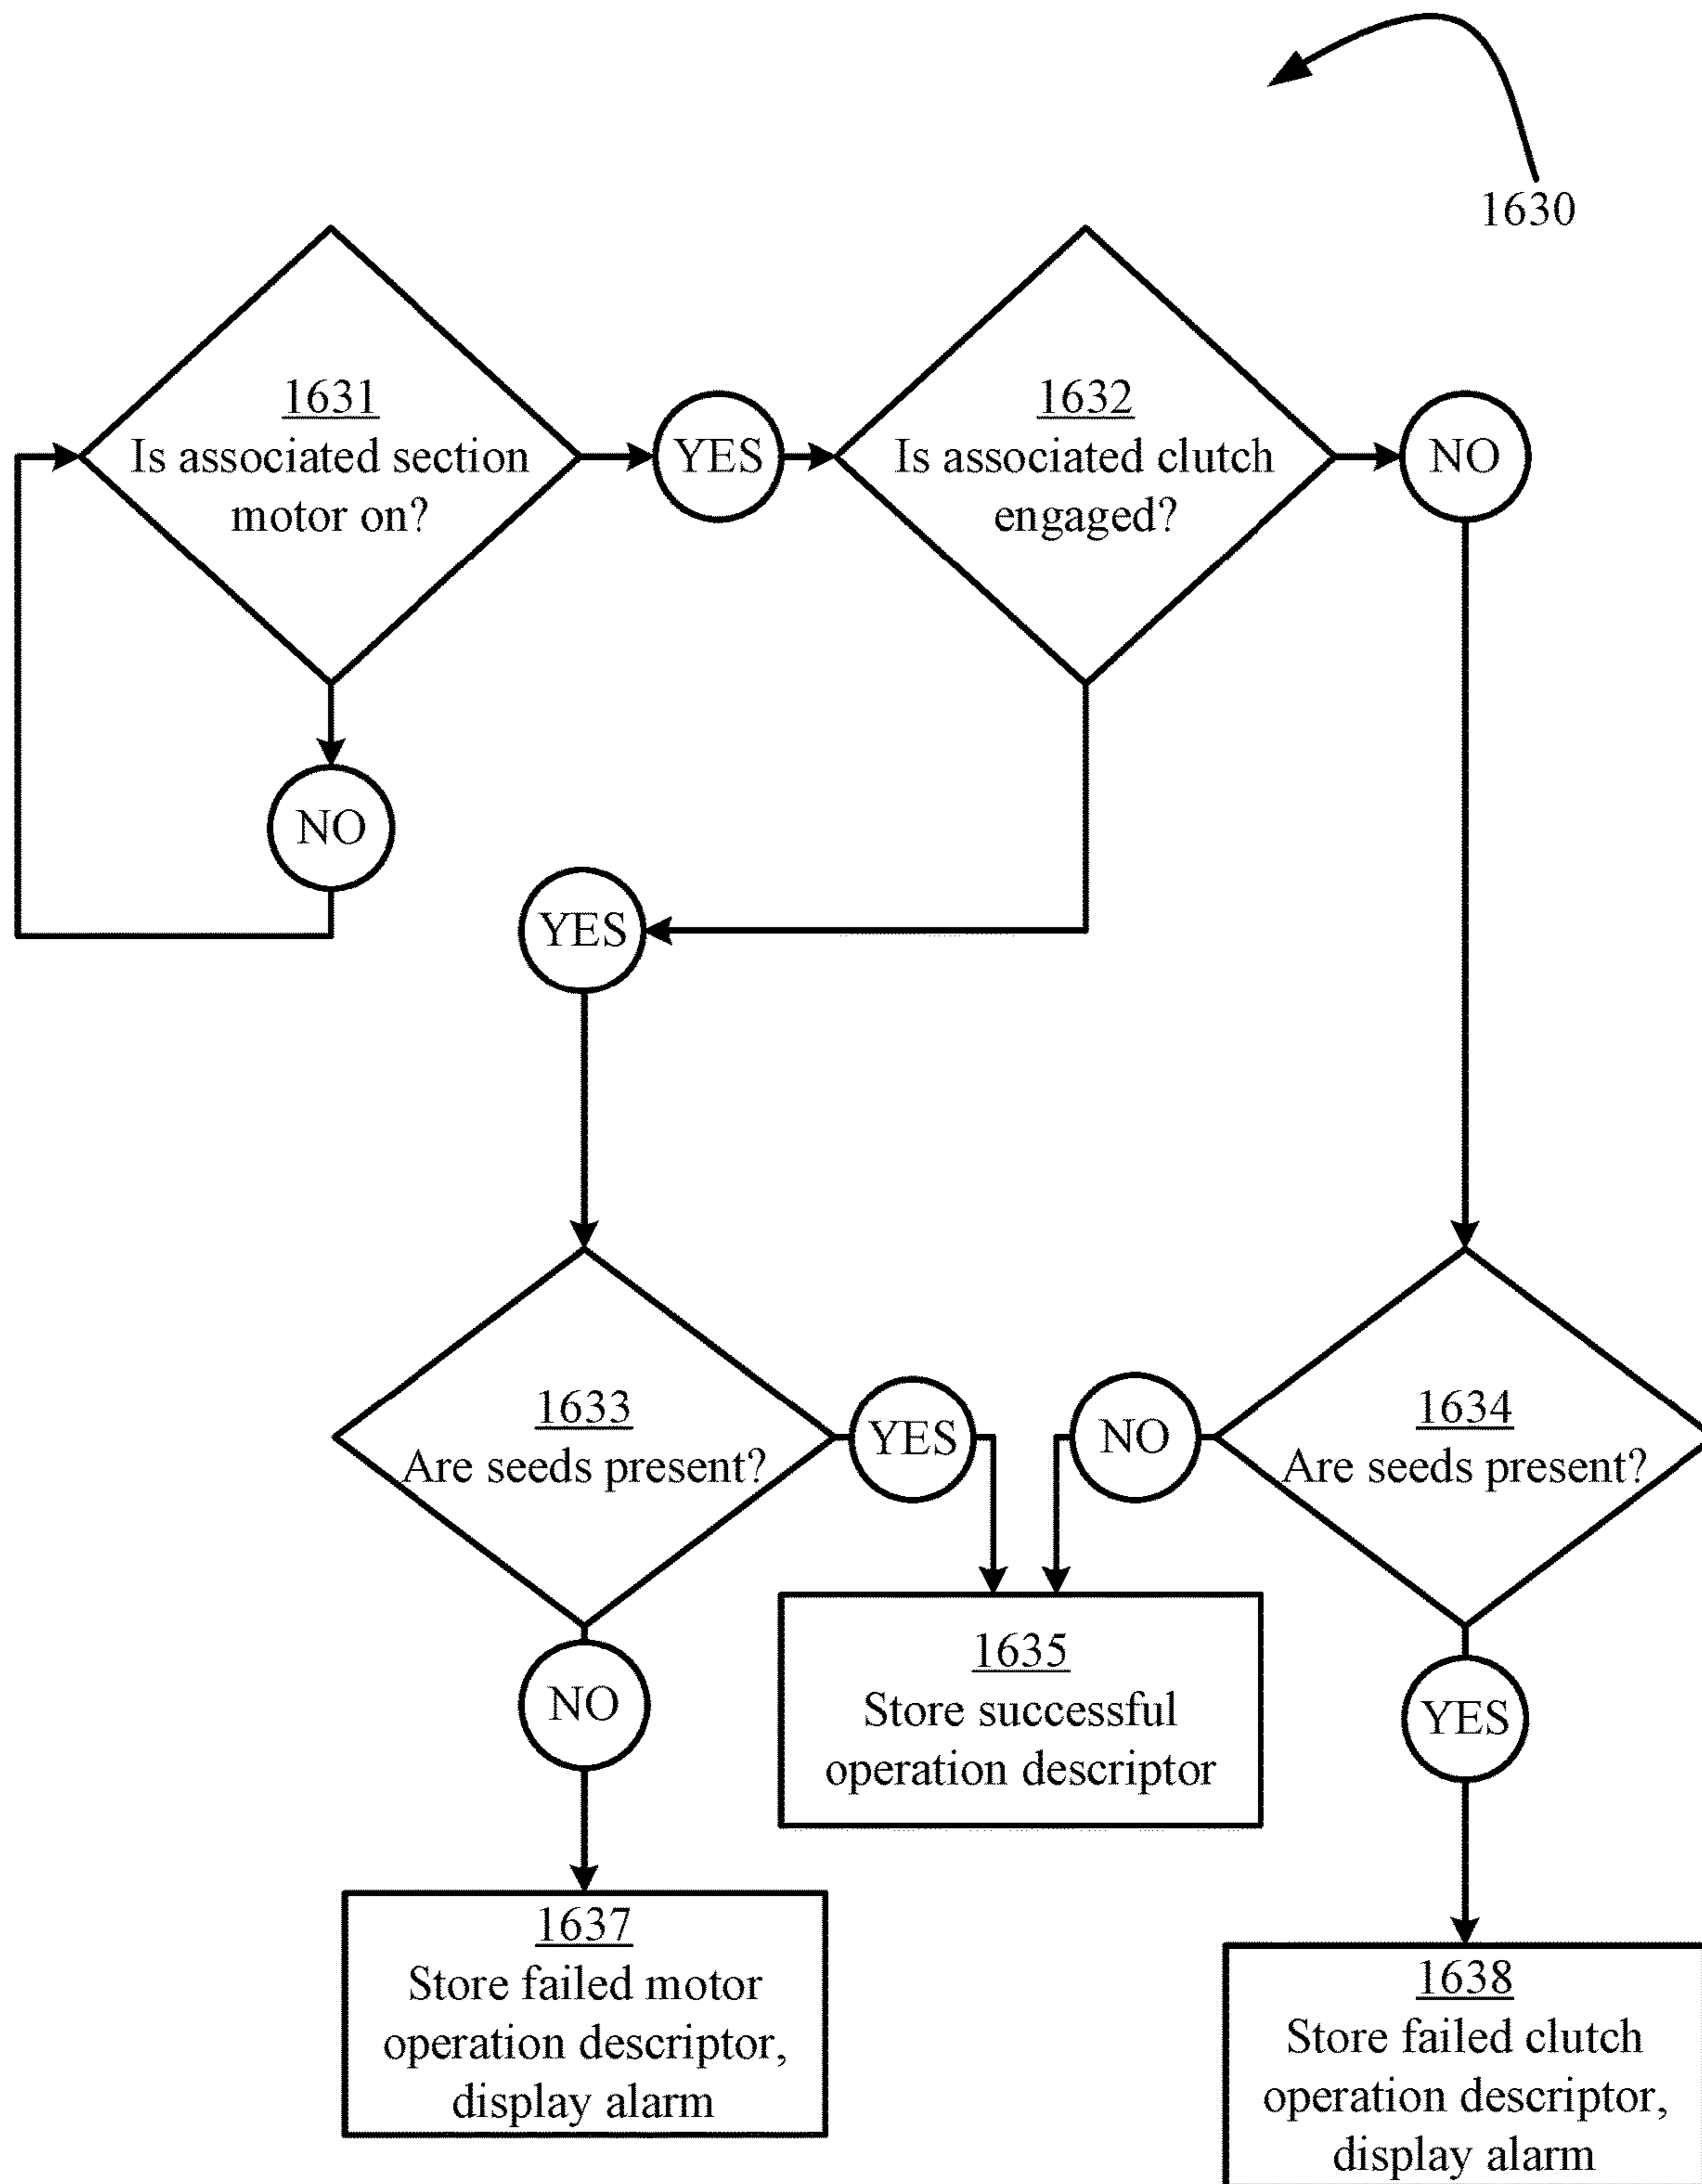 1630
1631
Is associated section
motor on?
YES
1632
Is associated clutch
engaged?
NO
NO
YES
1633
Are seeds present?
YES
NO
1634
Are seeds present?
NO
1635
Store successful
operation descriptor
YES
1637
Store failed motor
operation descriptor,
display alarm
1638
Store failed clutch
operation descriptor,
display alarm